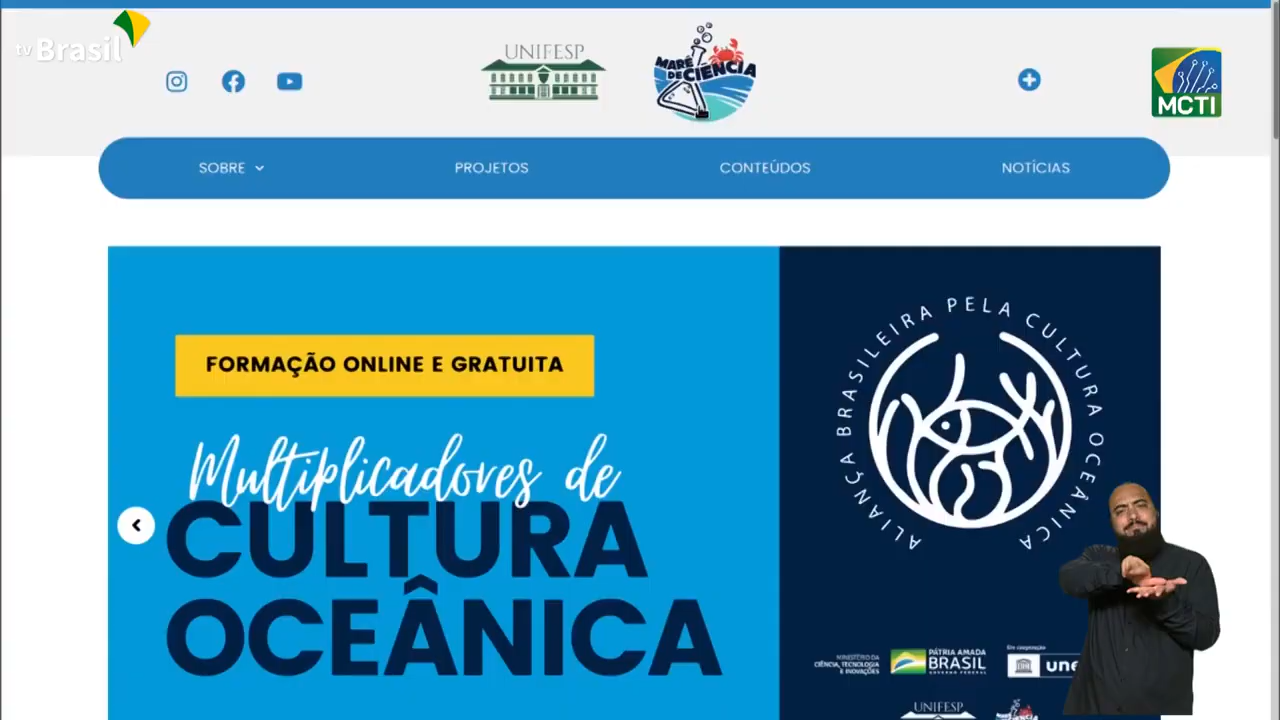 tv Brasil
UNIFESP
MARÉ
DE CIÊNCIA
MCTI
SOBRE
PROJETOS
CONTEÚDOS
NOTÍCIAS
FORMAÇÃO ONLINE E GRATUITA
Multiplicadores de
CULTURA
OCEÂNICA
ALIANÇA BRASILEIRA PELA CULTURA OCEÂNICA
MINISTÉRIO DA
CIÊNCIA, TECNOLOGIA
E INOVAÇÕES
PÁTRIA AMADA
BRASIL
GOVERNO FEDERAL
Em cooperação
une
UNIFESP